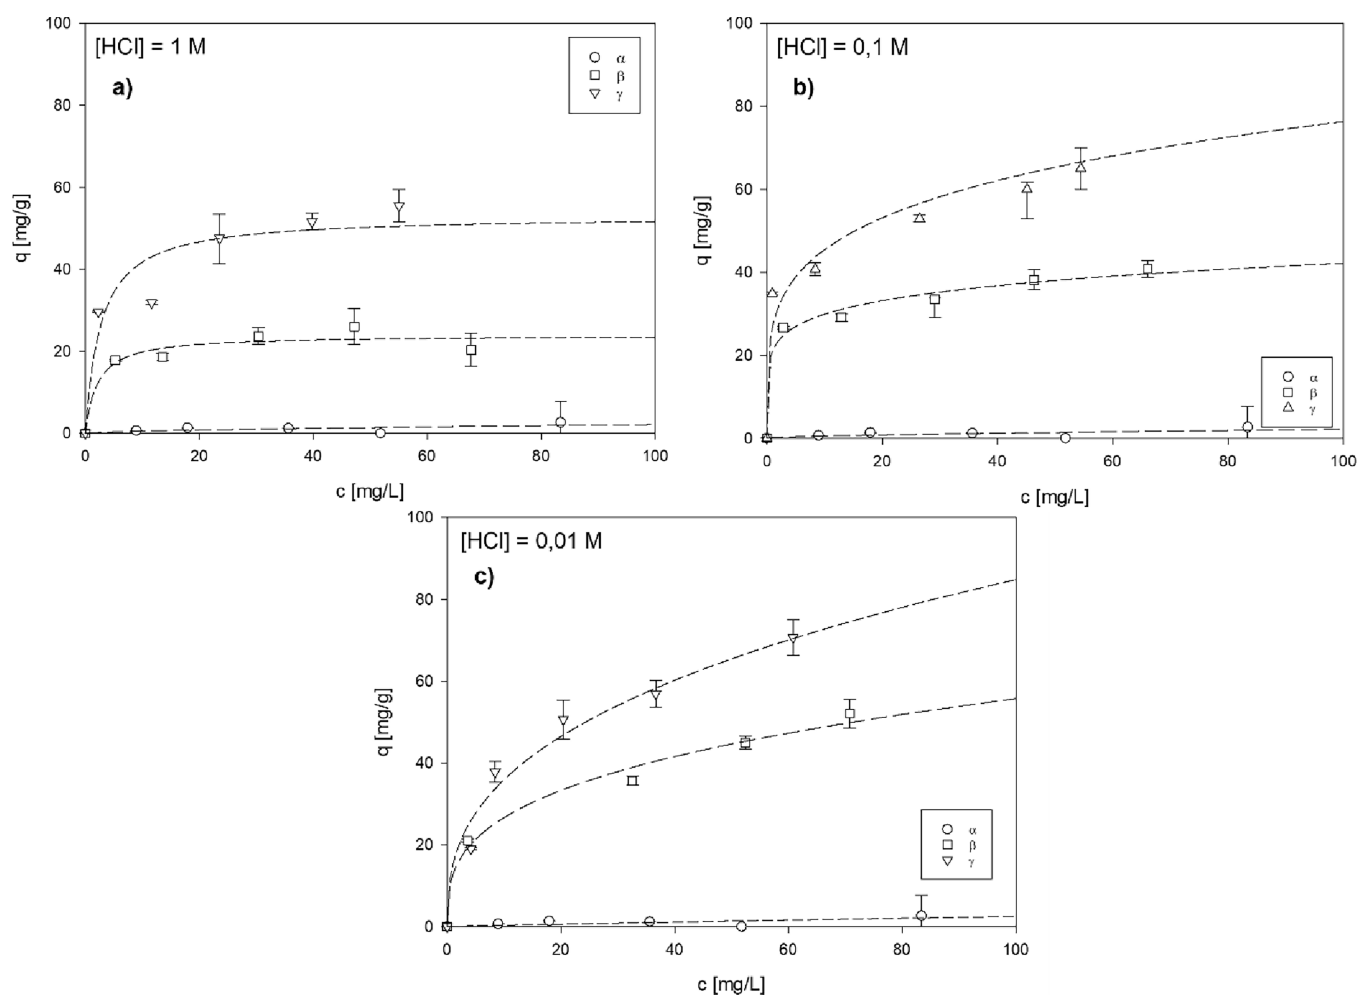 [HCl] = 1 M
a)
α
β
γ
100
80
60
40
20
0
q [mg/g]
0 20 40 60 80 100
c [mg/L]
[HCl] = 0,1 M
b)
100
80
60
40
20
0
q [mg/g]
α
β
γ
0 20 40 60 80 100
c [mg/L]
[HCl] = 0,01 M
c)
100
80
60
40
20
0
q [mg/g]
α
β
γ
0 20 40 60 80 100
c [mg/L]